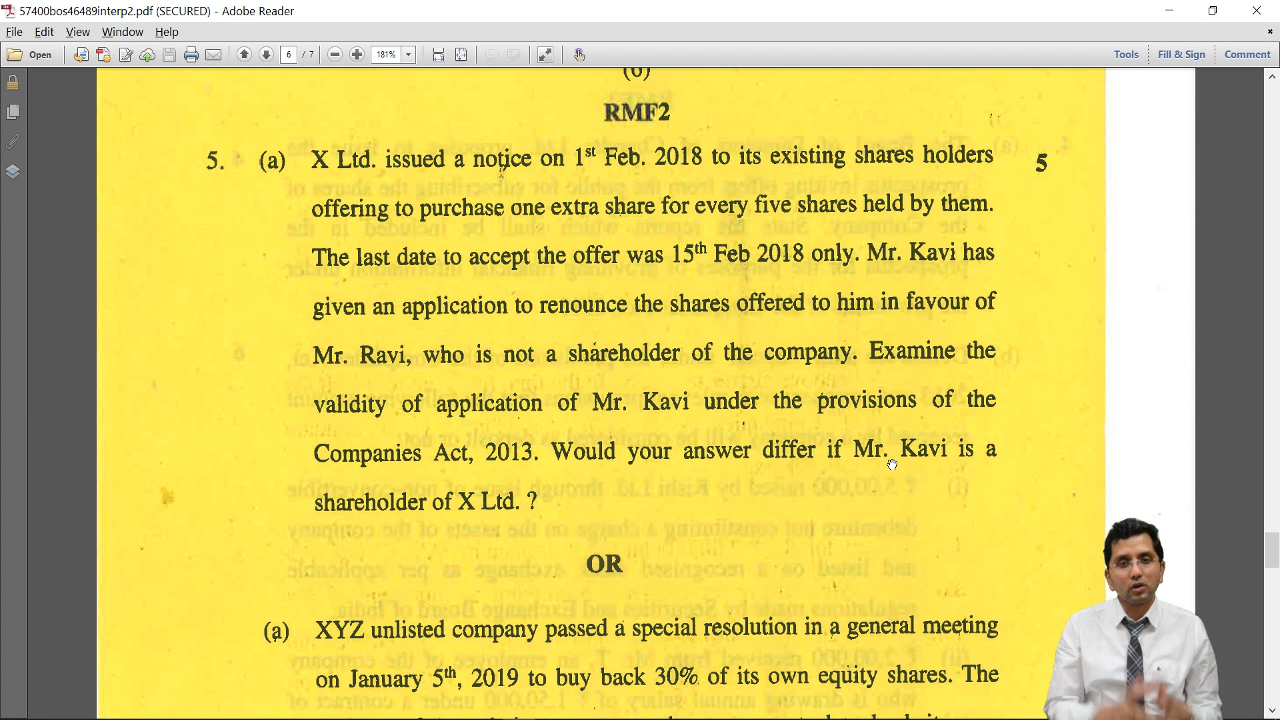 57400bos46489interp2.pdf (SECURED) - Adobe Reader
File Edit View Window Help
Open 6 / 7 181% Tools Fill & Sign Comment
(6)
RMF2
5. (a) X Ltd. issued a notice on 1st Feb. 2018 to its existing shares holders 5
offering to purchase one extra share for every five shares held by them.
The last date to accept the offer was 15th Feb 2018 only. Mr. Kavi has
given an application to renounce the shares offered to him in favour of
Mr. Ravi, who is not a shareholder of the company. Examine the
validity of application of Mr. Kavi under the provisions of the
Companies Act, 2013. Would your answer differ if Mr. Kavi is a
shareholder of X Ltd. ?
OR
(a) XYZ unlisted company passed a special resolution in a general meeting
on January 5th, 2019 to buy back 30% of its own equity shares. The